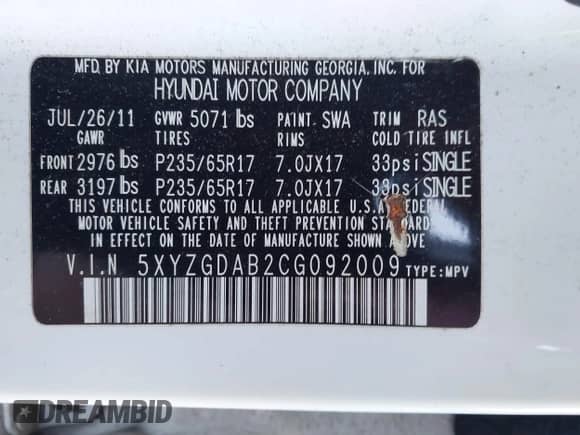 MFD. BY KIA MOTORS MANUFACTURING GEORGIA, INC. FOR
HYUNDAI MOTOR COMPANY
JUL/26/11 GVWR 5071 lbs PAINT SWA TRIM RAS
GAWR TIRES RIMS COLD TIRE INFL
FRONT 2976 lbs P235/65R17 7.0JX17 33psi SINGLE
REAR 3197 lbs P235/65R17 7.0JX17 33psi SINGLE
THIS VEHICLE CONFORMS TO ALL APPLICABLE U.S.A. FEDERAL
MOTOR VEHICLE SAFETY AND THEFT PREVENTION STANDARDS
IN EFFECT ON THE DATE OF MANUFACTURE SHOWN ABOVE.
V.I.N 5XYZGDAB2CG092009 TYPE:MPV
DREAMBID